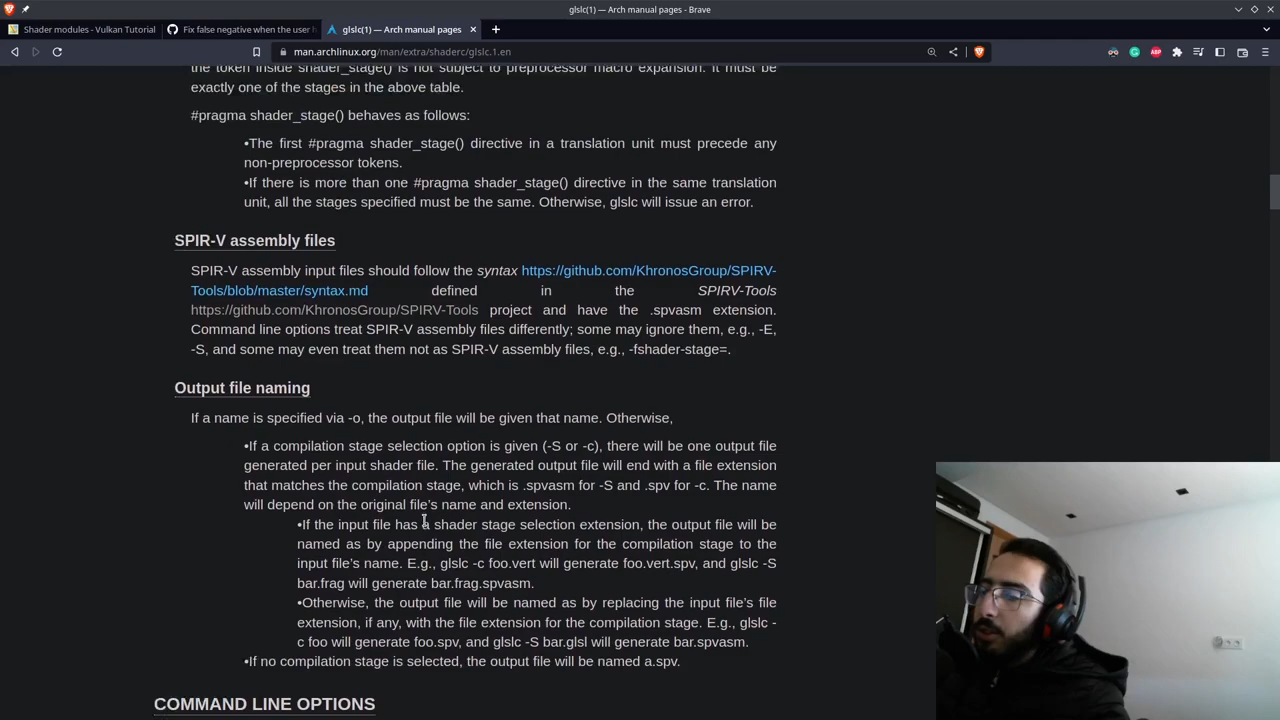 glslc(1) — Arch manual pages - Brave
Shader modules - Vulkan Tutorial
Fix false negative when the user h
glslc(1) — Arch manual pages
man.archlinux.org/man/extra/shaderc/glslc.1.en
the token inside shader_stage() is not subject to preprocessor macro expansion. It must be
exactly one of the stages in the above table.
#pragma shader_stage() behaves as follows:
•The first #pragma shader_stage() directive in a translation unit must precede any
non-preprocessor tokens.
•If there is more than one #pragma shader_stage() directive in the same translation
unit, all the stages specified must be the same. Otherwise, glslc will issue an error.
SPIR-V assembly files
SPIR-V assembly input files should follow the syntax https://github.com/KhronosGroup/SPIRV-
Tools/blob/master/syntax.md defined in the SPIRV-Tools
https://github.com/KhronosGroup/SPIRV-Tools project and have the .spvasm extension.
Command line options treat SPIR-V assembly files differently; some may ignore them, e.g., -E,
-S, and some may even treat them not as SPIR-V assembly files, e.g., -fshader-stage=.
Output file naming
If a name is specified via -o, the output file will be given that name. Otherwise,
•If a compilation stage selection option is given (-S or -c), there will be one output file
generated per input shader file. The generated output file will end with a file extension
that matches the compilation stage, which is .spvasm for -S and .spv for -c. The name
will depend on the original file's name and extension.
•If the input file has a shader stage selection extension, the output file will be
named as by appending the file extension for the compilation stage to the
input file's name. E.g., glslc -c foo.vert will generate foo.vert.spv, and glslc -S
bar.frag will generate bar.frag.spvasm.
•Otherwise, the output file will be named as by replacing the input file's file
extension, if any, with the file extension for the compilation stage. E.g., glslc -
c foo will generate foo.spv, and glslc -S bar.glsl will generate bar.spvasm.
•If no compilation stage is selected, the output file will be named a.spv.
COMMAND LINE OPTIONS